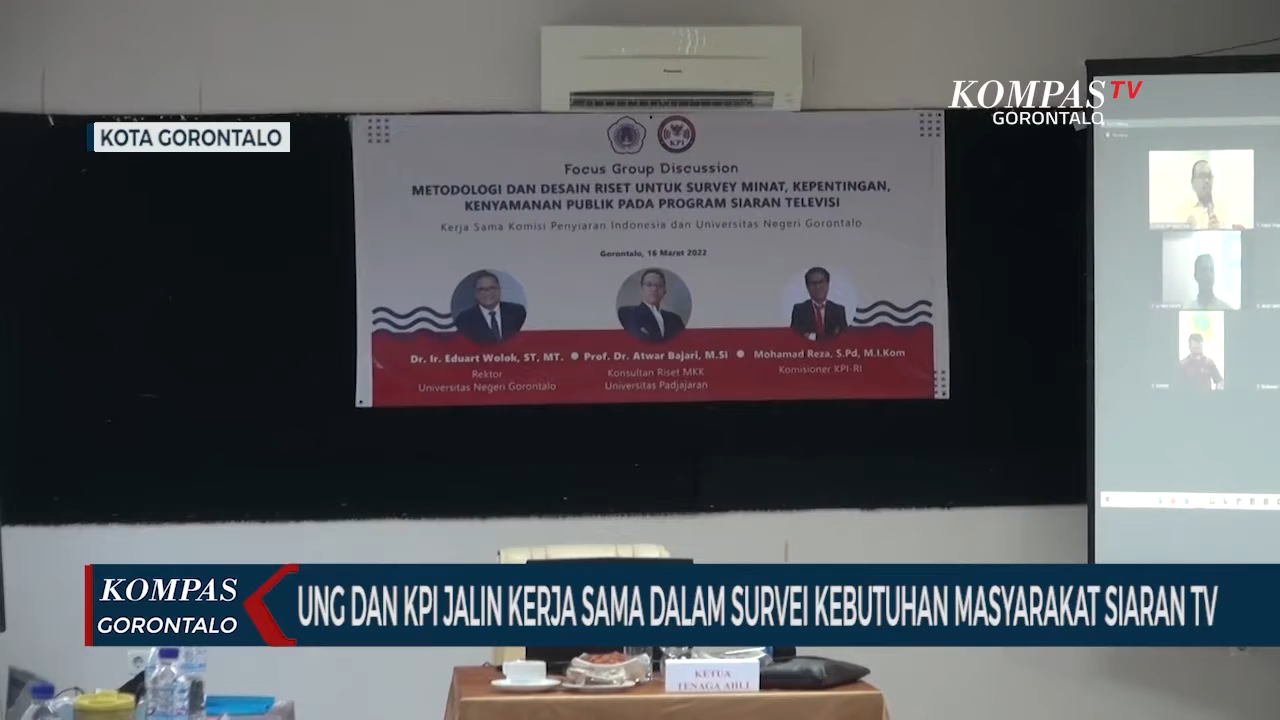 KOMPAS TV
GORONTALO
KOTA GORONTALO
Panasonic
KPI
Focus Group Discussion
METODOLOGI DAN DESAIN RISET UNTUK SURVEY MINAT, KEPENTINGAN,
KENYAMANAN PUBLIK PADA PROGRAM SIARAN TELEVISI
Kerja Sama Komisi Penyiaran Indonesia dan Universitas Negeri Gorontalo
Gorontalo, 16 Maret 2022
Dr. Ir. Eduart Wolok, ST, MT. ● Prof. Dr. Atwar Bajari, M.Si ● Mohamad Reza, S.Pd, M.I.Kom
Rektor
Universitas Negeri Gorontalo
Konsultan Riset MKK
Universitas Padjajaran
Komisioner KPI-RI
KOMPAS
GORONTALO
UNG DAN KPI JALIN KERJA SAMA DALAM SURVEI KEBUTUHAN MASYARAKAT SIARAN TV
KETUA
TENAGA AHLI